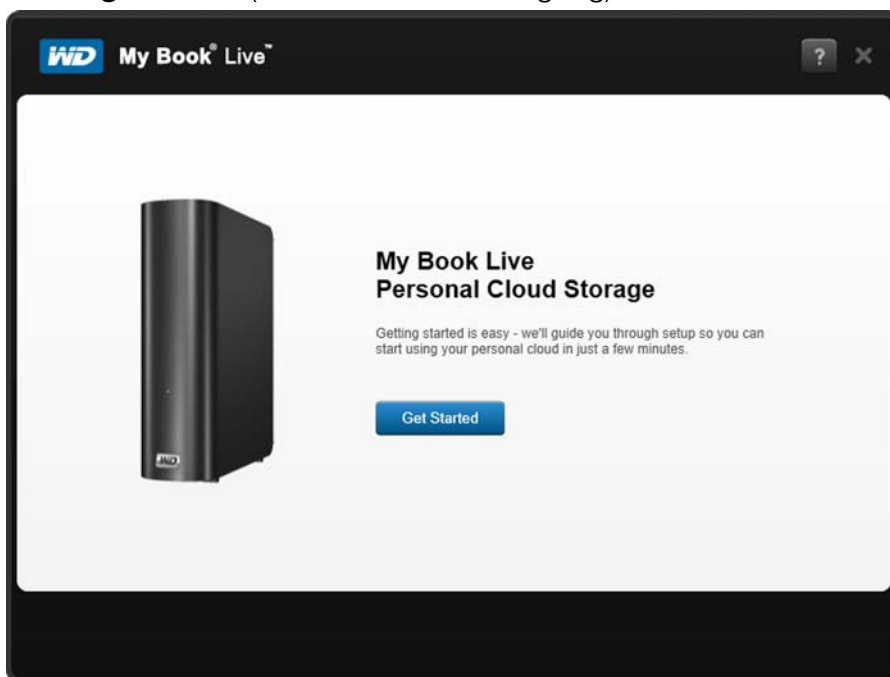 WD My Book® Live™ ? ×
My Book Live
Personal Cloud Storage
Getting started is easy - we'll guide you through setup so you can
start using your personal cloud in just a few minutes.
Get Started
WD